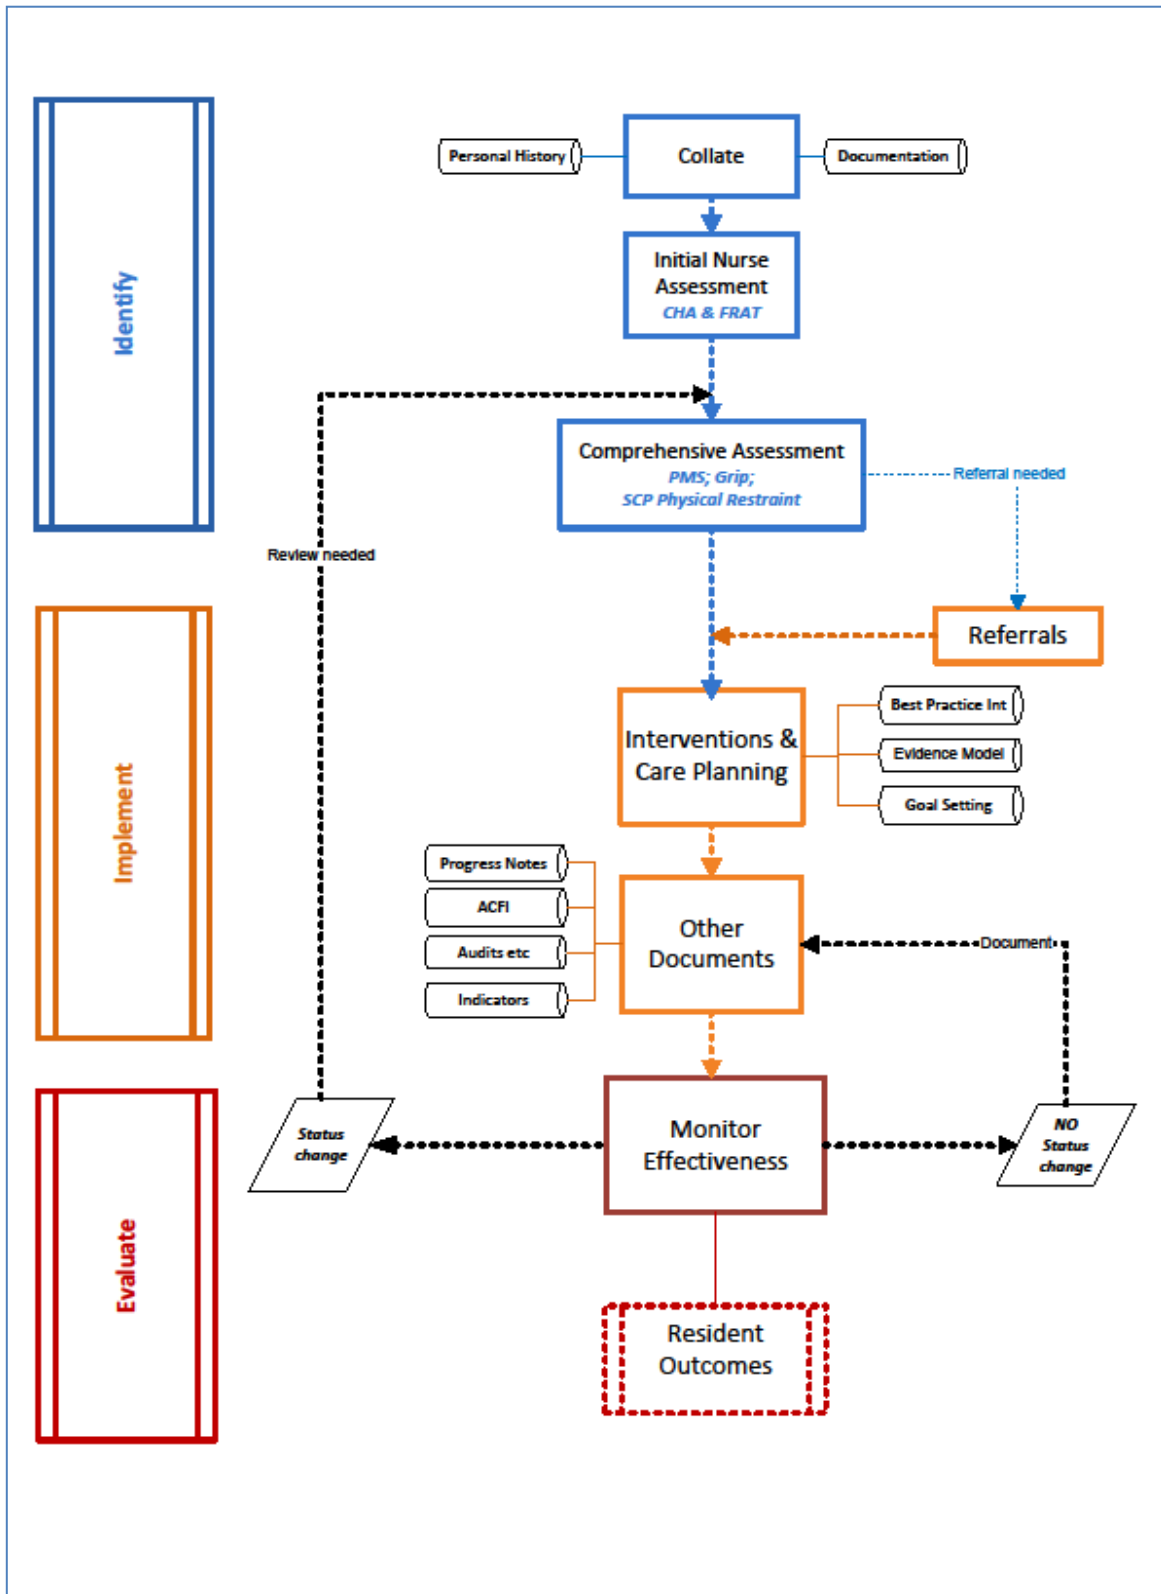 Identify
Personal History
Collate
Documentation
Initial Nurse
Assessment
CHA & FRAT
Comprehensive Assessment
PMS; Grip;
SCP Physical Restraint
Referral needed
Review needed
Implement
Referrals
Interventions &
Care Planning
Best Practice Int
Evidence Model
Goal Setting
Progress Notes
ACFI
Audits etc
Indicators
Other
Documents
Document
Evaluate
Status
change
Monitor
Effectiveness
NO
Status
change
Resident
Outcomes